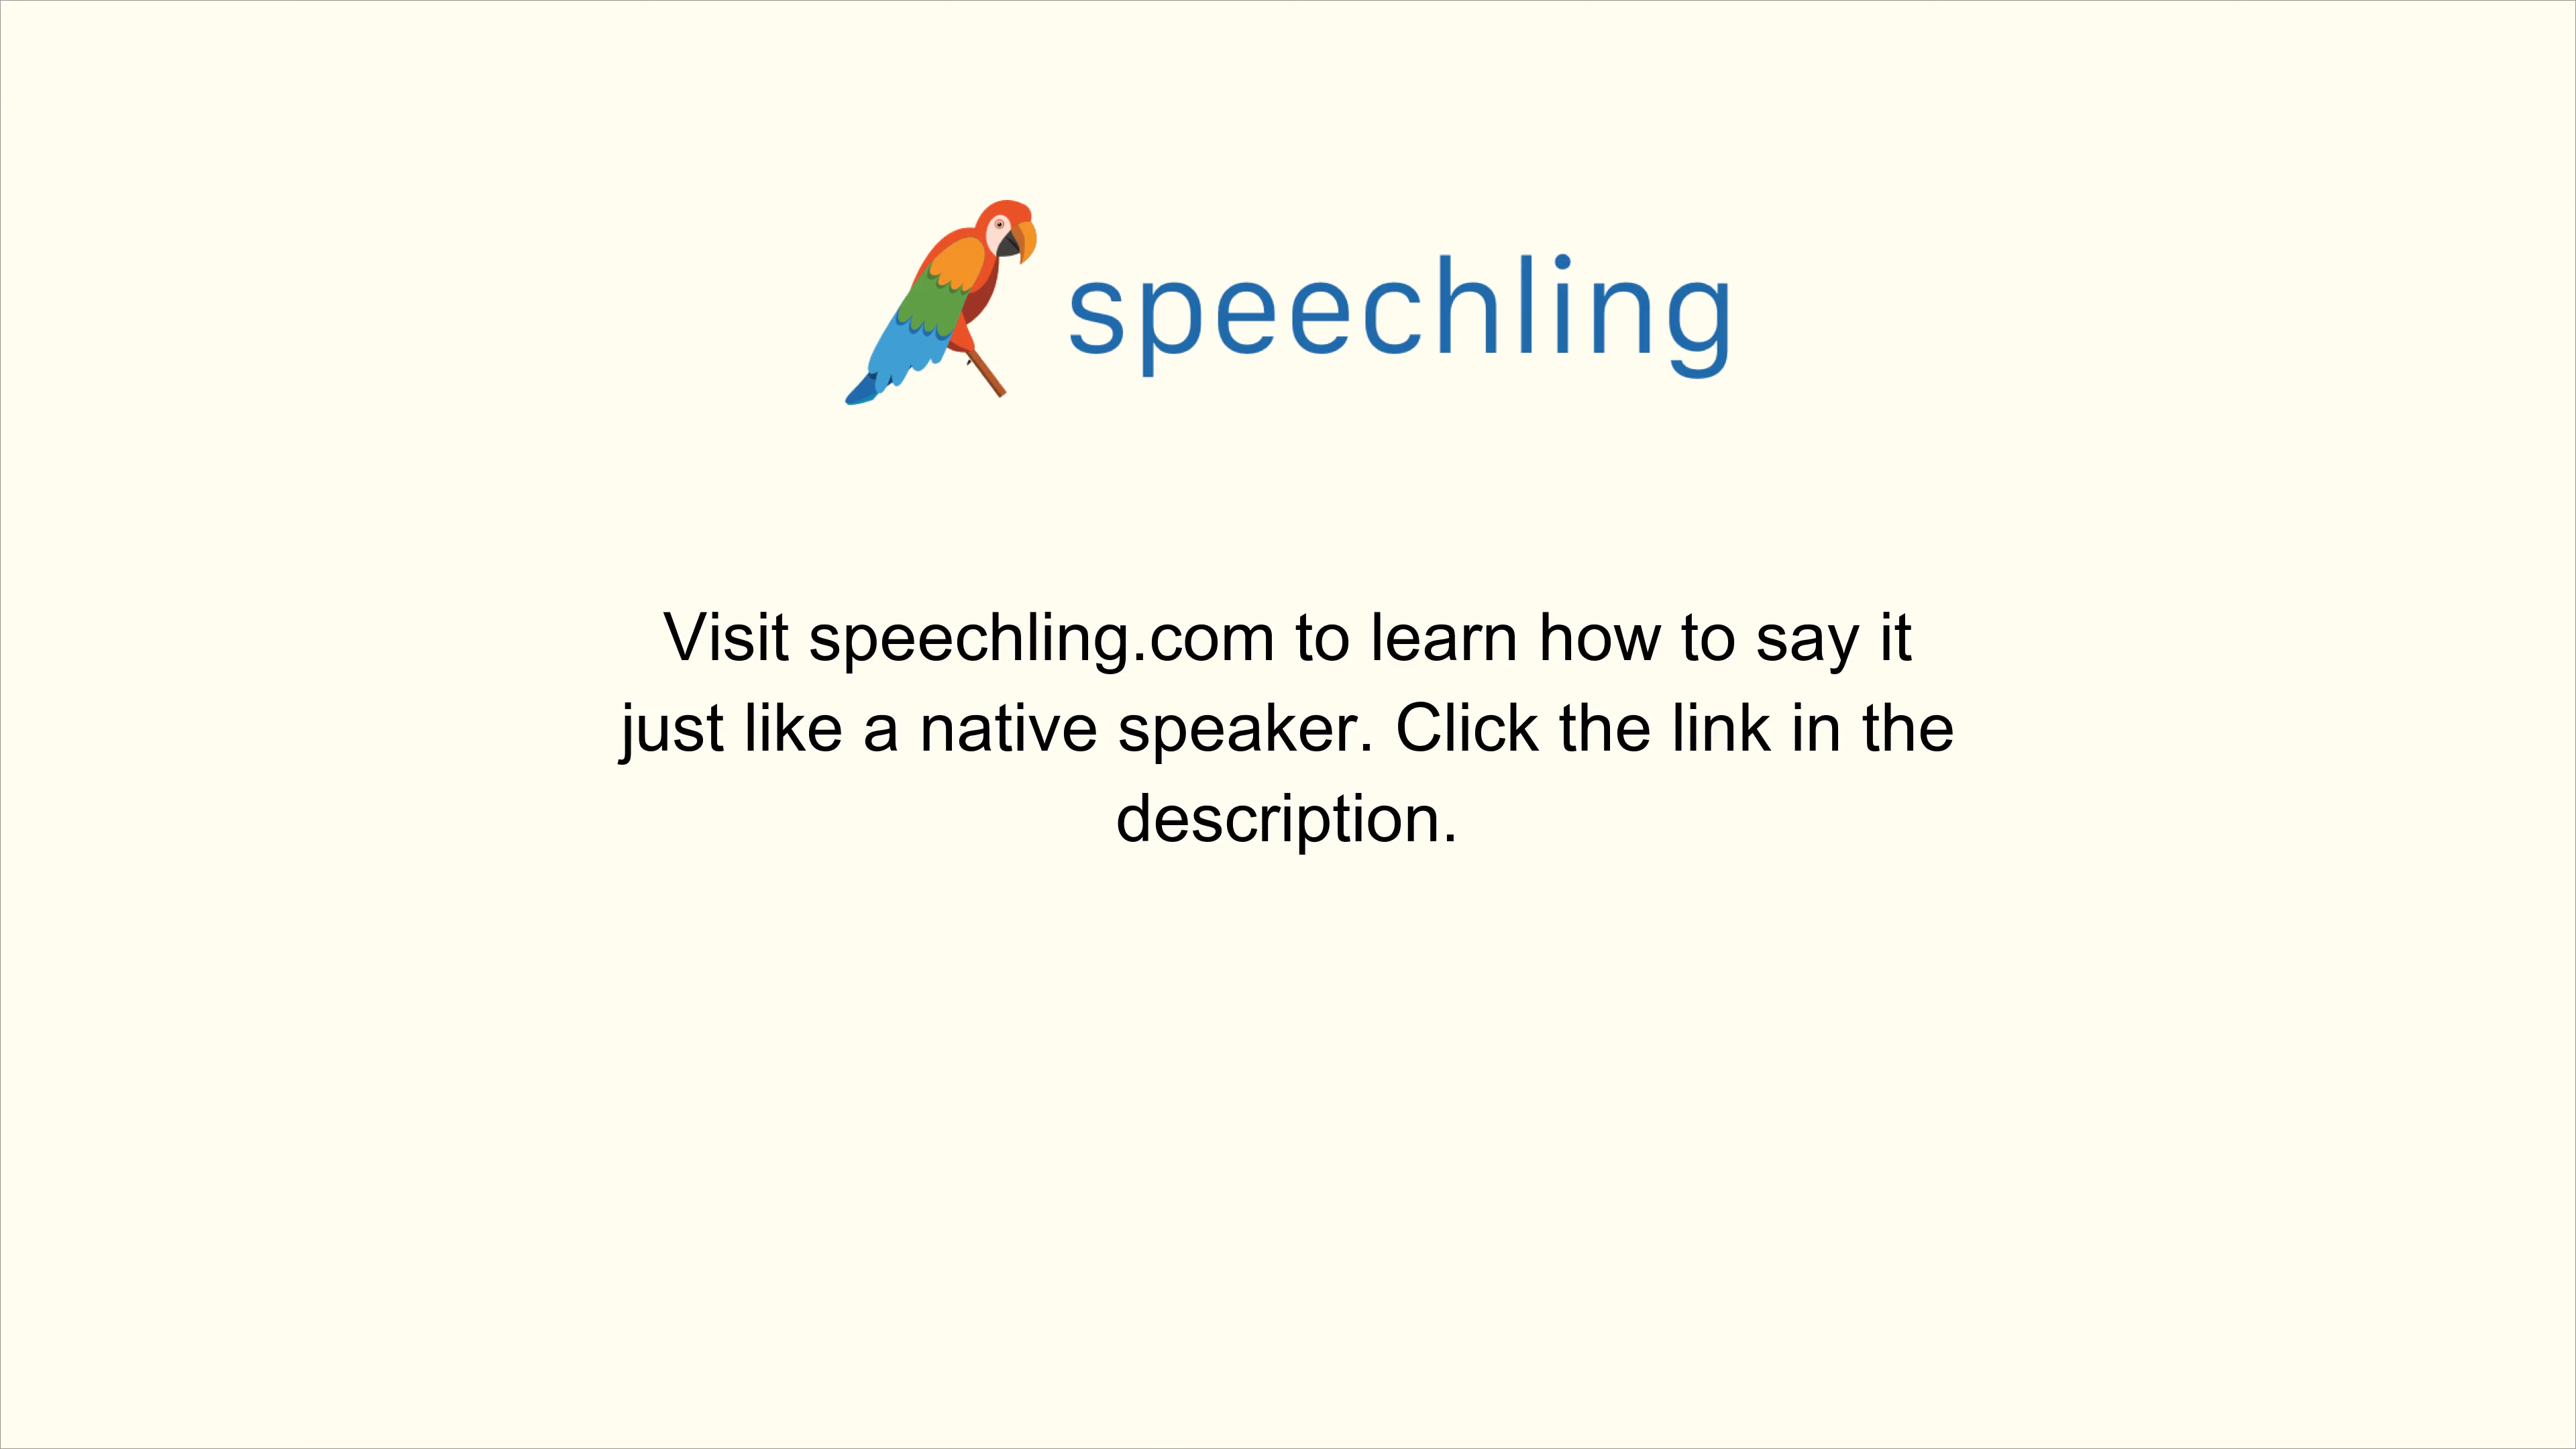 speechling
Visit speechling.com to learn how to say it
just like a native speaker. Click the link in the
description.